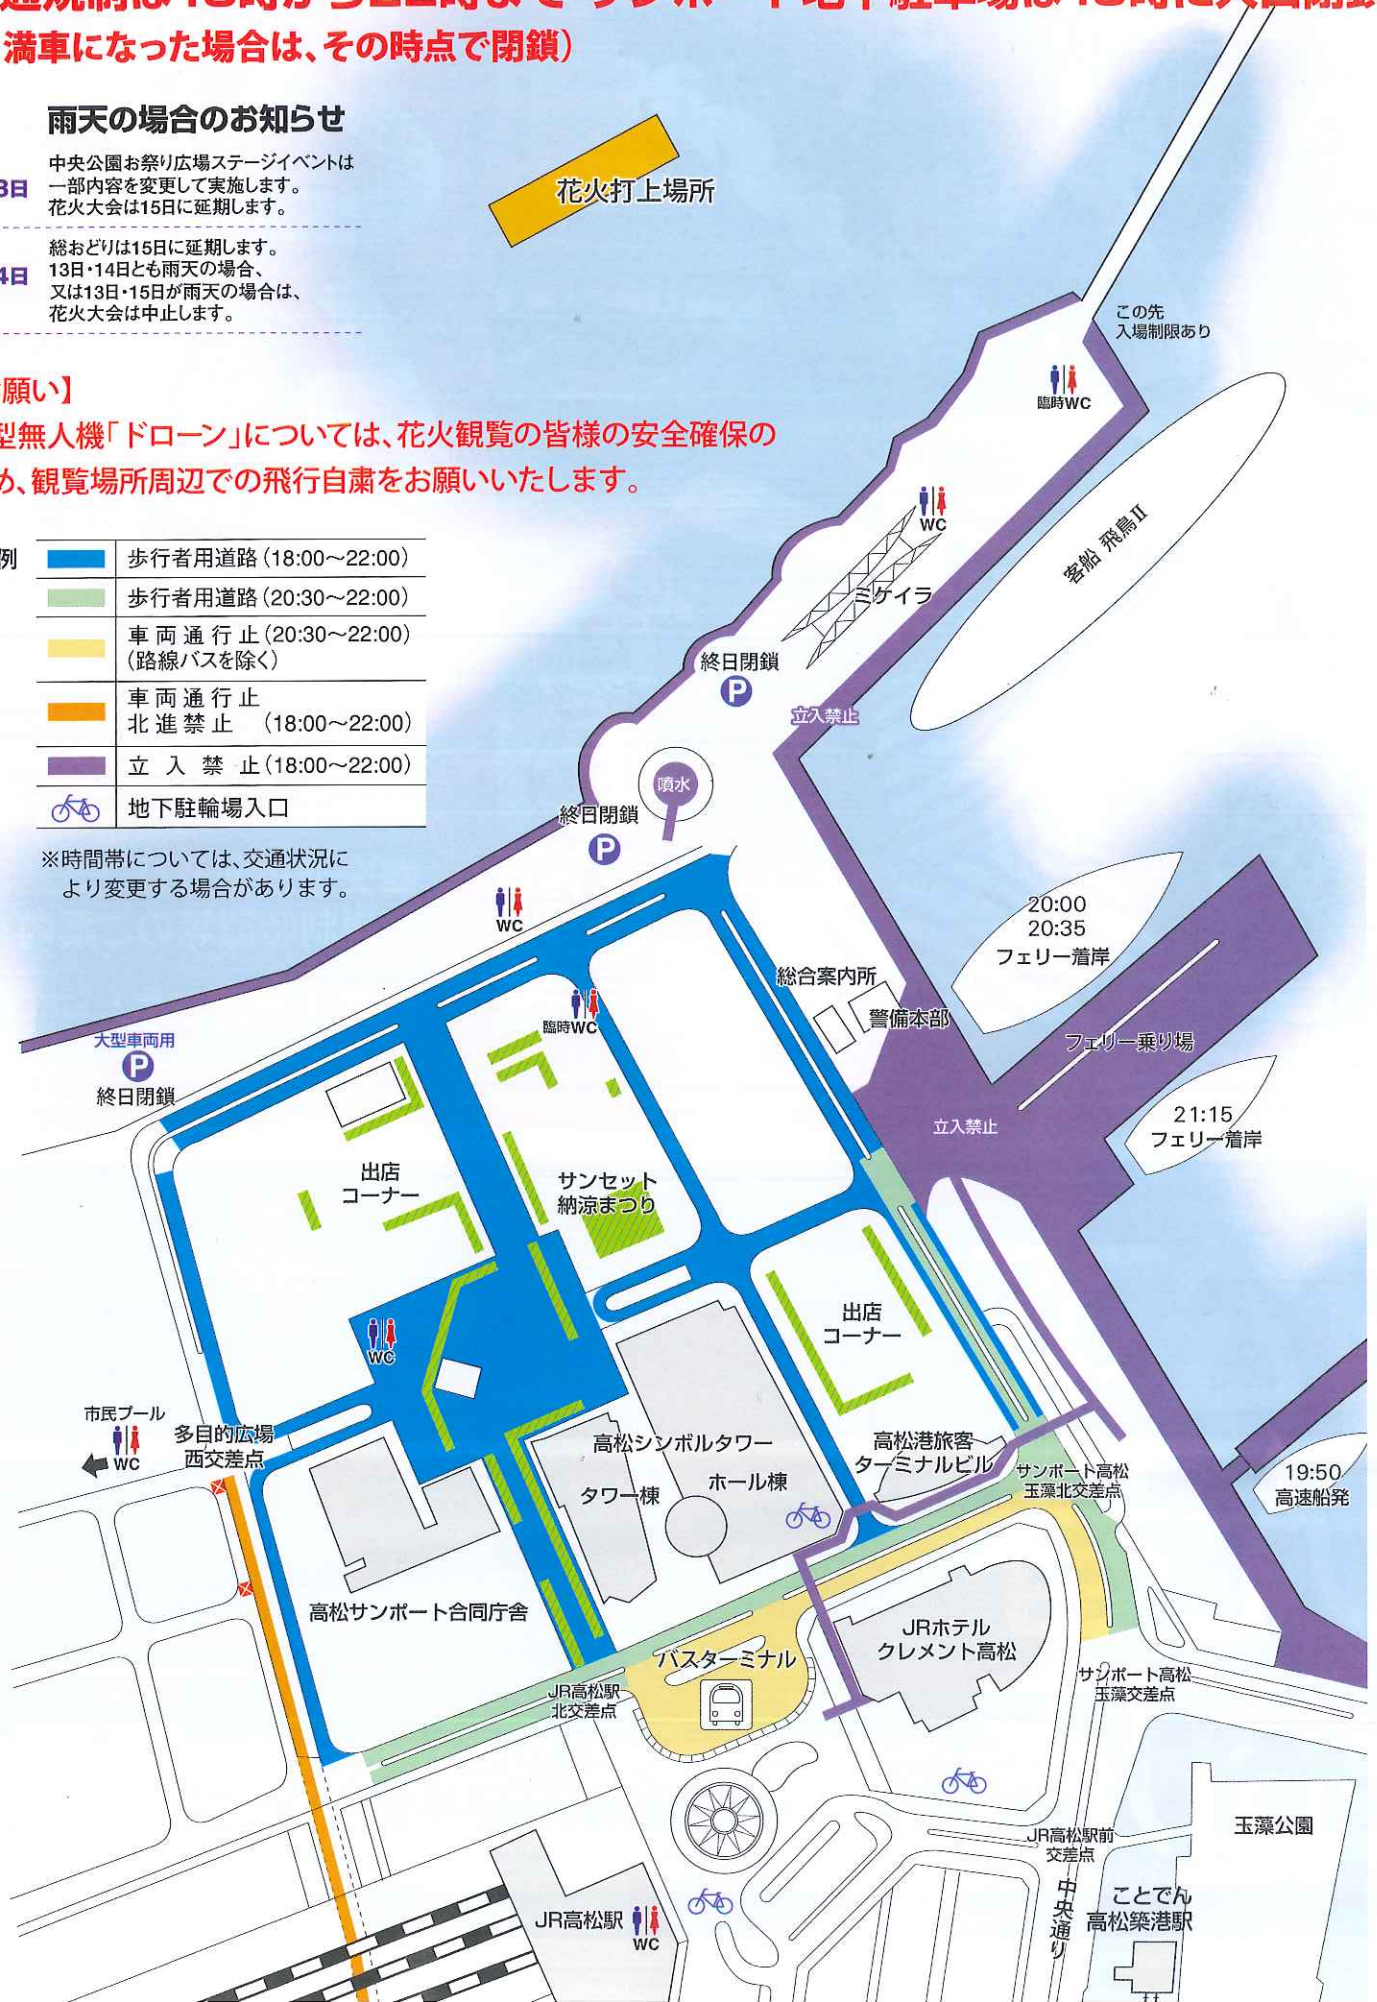 満車になった場合は、その時点で閉鎖）
雨天の場合のお知らせ
3日
中央公園お祭り広場ステージイベントは
一部内容を変更して実施します。
花火大会は15日に延期します。
4日
総おどりは15日に延期します。
13日・14日とも雨天の場合、
又は13日・15日が雨天の場合は、
花火大会は中止します。
願い】
型無人機「ドローン」については、花火観覧の皆様の安全確保の
め、観覧場所周辺での飛行自粛をお願いいたします。
例
歩行者用道路（18:00～22:00）
歩行者用道路（20:30～22:00）
車両通行止（20:30～22:00）
（路線バスを除く）
車両通行止
北進禁止　（18:00～22:00）
立入禁止（18:00～22:00）
地下駐輪場入口
※時間帯については、交通状況に
より変更する場合があります。
花火打上場所
この先
入場制限あり
臨時WC
WC
客船 飛鳥Ⅱ
ミケイラ
終日閉鎖
P
立入禁止
噴水
終日閉鎖
P
WC
20:00
20:35
フェリー着岸
総合案内所
警備本部
臨時WC
大型車両用
P
終日閉鎖
フェリー乗り場
21:15
フェリー着岸
立入禁止
出店
コーナー
サンセット
納涼まつり
出店
コーナー
WC
市民プール
WC
多目的広場
西交差点
高松シンボルタワー
タワー棟
ホール棟
高松港旅客
ターミナルビル
サンポート高松
玉藻北交差点
19:50
高速船発
高松サンポート合同庁舎
JRホテル
クレメント高松
バスターミナル
JR高松駅
北交差点
サンポート高松
玉藻交差点
玉藻公園
JR高松駅前
交差点
中央通り
ことでん
高松築港駅
JR高松駅
WC